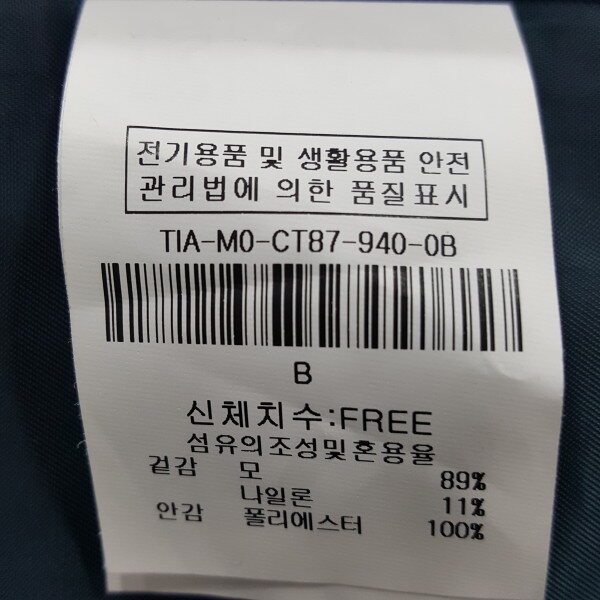 전기용품 및 생활용품 안전
관리법에 의한 품질표시
TIA-MO-CT87-940-0B
B
신체치수:FREE
섬유의조성및혼용율
겉감 모 89%
나일론 11%
안감 폴리에스터 100%